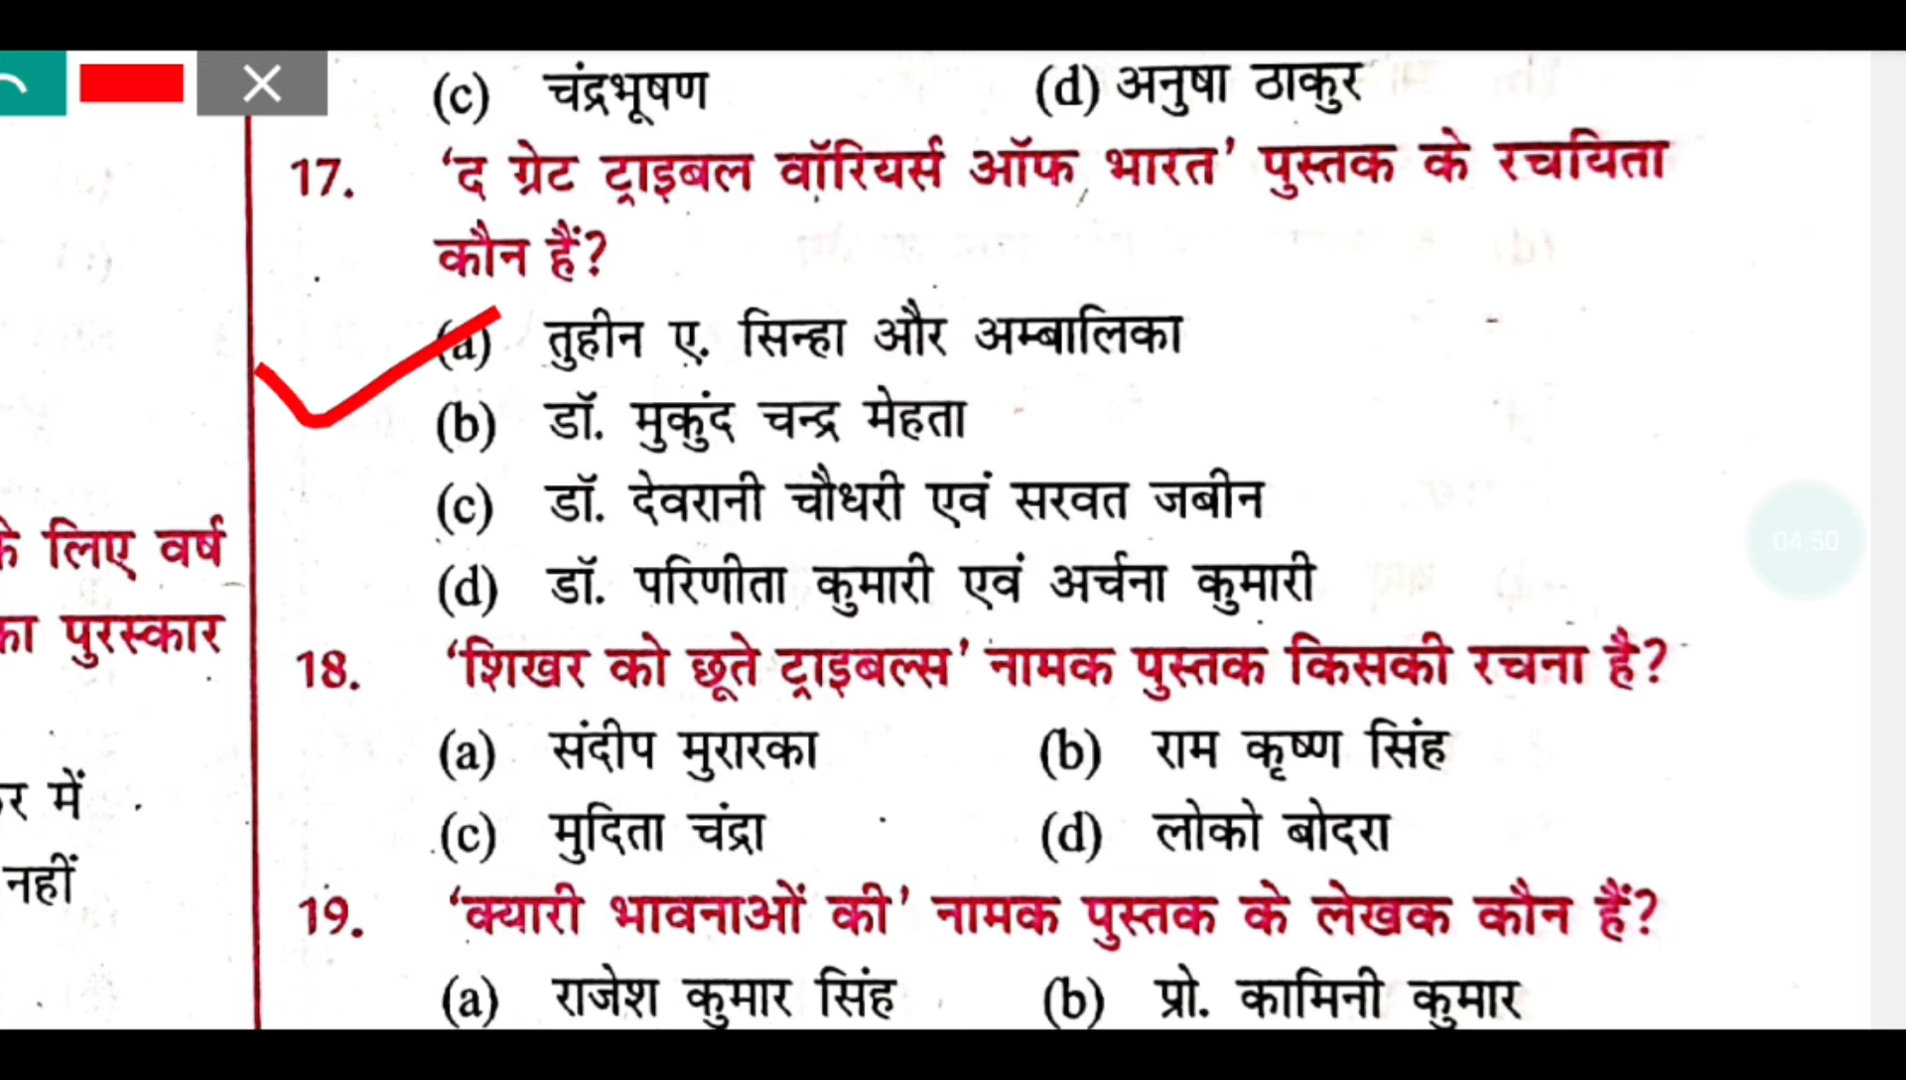 (c) चंद्रभूषण (d) अनुषा ठाकुर
17. ‘द ग्रेट ट्राइबल वॉरियर्स ऑफ भारत’ पुस्तक के रचयिता
कौन हैं?
(a) तुहीन ए. सिन्हा और अम्बालिका
(b) डॉ. मुकुंद चन्द्र मेहता
(c) डॉ. देवरानी चौधरी एवं सरवत जबीन
(d) डॉ. परिणीता कुमारी एवं अर्चना कुमारी
18. ‘शिखर को छूते ट्राइबल्स’ नामक पुस्तक किसकी रचना है?
(a) संदीप मुरारका (b) राम कृष्ण सिंह
(c) मुदिता चंद्रा (d) लोको बोदरा
19. ‘क्यारी भावनाओं की’ नामक पुस्तक के लेखक कौन हैं?
(a) राजेश कुमार सिंह (b) प्रो. कामिनी कुमार
के लिए वर्ष
का पुरस्कार
में
नहीं
04:50